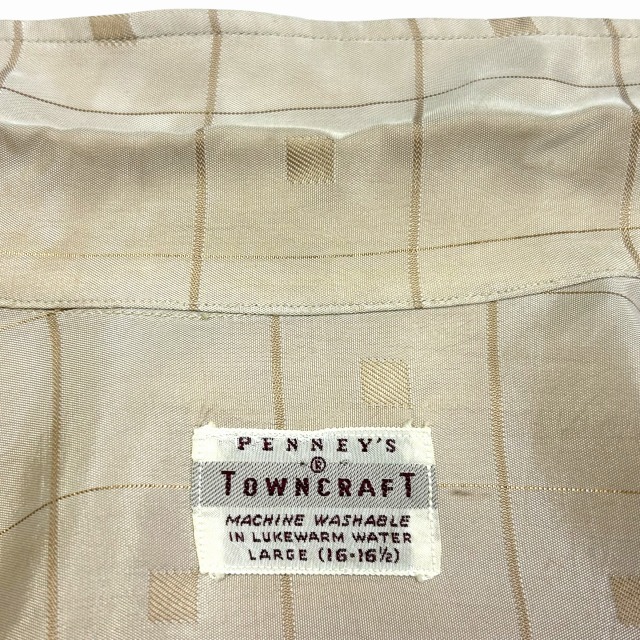 PENNEY'S
®
TOWNCRAFT
MACHINE WASHABLE
IN LUKEWARM WATER
LARGE (16-16½)